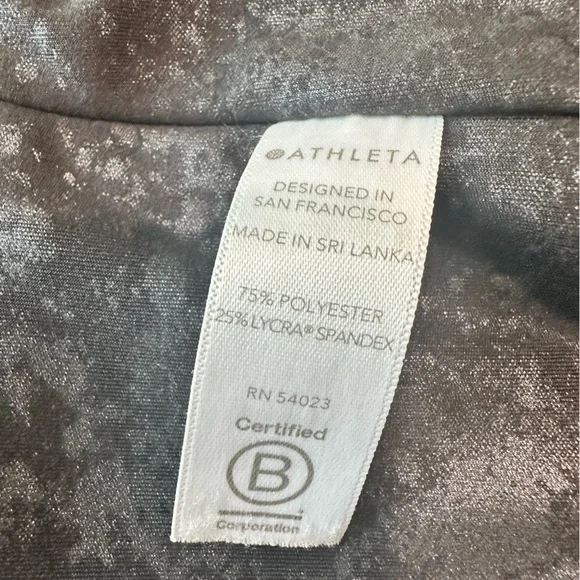 ATHLETA
DESIGNED IN
SAN FRANCISCO
MADE IN SRI LANKA
75% POLYESTER
25% LYCRA® SPANDEX
RN 54023
Certified
B
Corporation